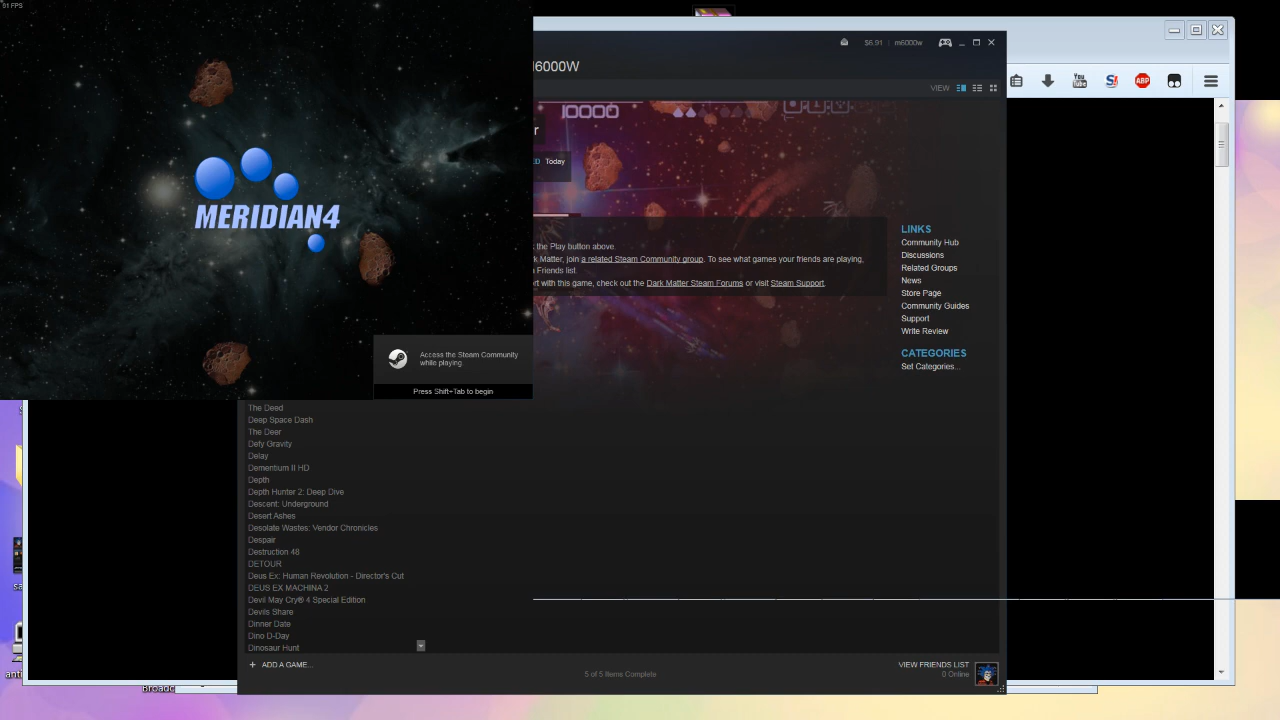 51 FPS
MERIDIAN4
Access the Steam Community
while playing.
Press Shift+Tab to begin
$6.91
m6000w
6000W
VIEW
You
Tube
S!
ABP
10000
r
Today
LINKS
Community Hub
Discussions
Related Groups
News
Store Page
Community Guides
Support
Write Review
CATEGORIES
Set Categories...
the Play button above.
k Matter, join a related Steam Community group. To see what games your friends are playing,
Friends list.
rt with this game, check out the Dark Matter Steam Forums or visit Steam Support.
The Deed
Deep Space Dash
The Deer
Defy Gravity
Delay
Dementium II HD
Depth
Depth Hunter 2: Deep Dive
Descent: Underground
Desert Ashes
Desolate Wastes: Vendor Chronicles
Despair
Destruction 48
DETOUR
Deus Ex: Human Revolution - Director's Cut
DEUS EX MACHINA 2
Devil May Cry® 4 Special Edition
Devils Share
Dinner Date
Dino D-Day
Dinosaur Hunt
+ ADD A GAME...
5 of 5 Items Complete
VIEW FRIENDS LIST
0 Online
sa
anti
Broadc